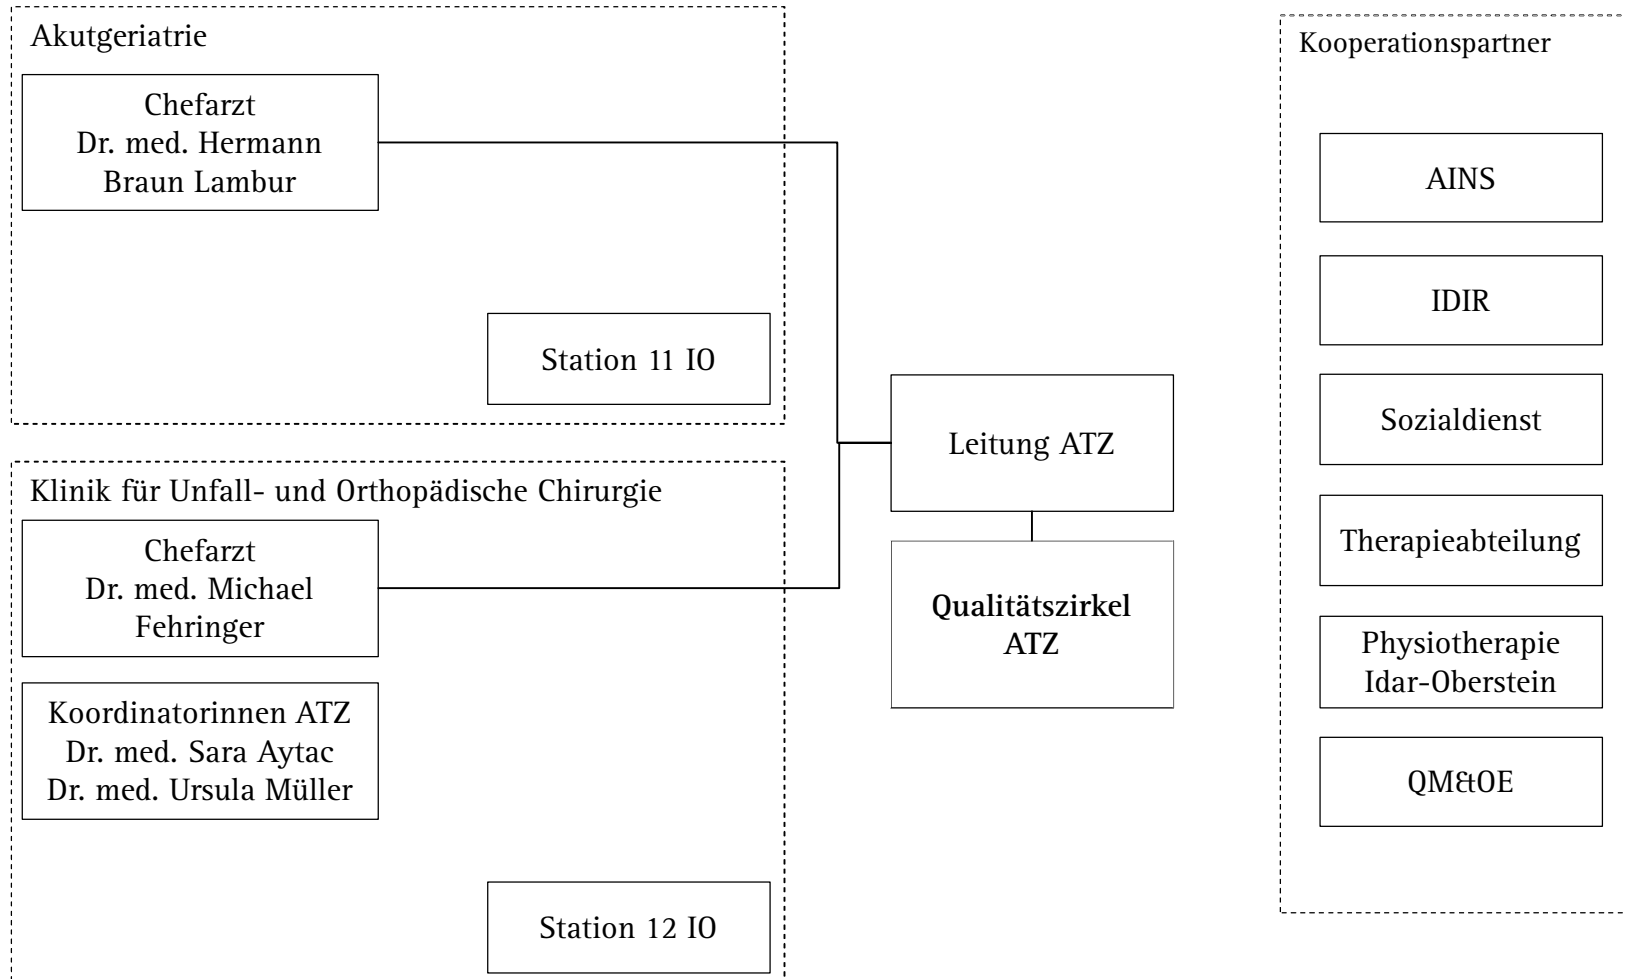 Akutgeriatrie
Chefarzt
Dr. med. Hermann
Braun Lambur
Station 11 IO
Klinik für Unfall- und Orthopädische Chirurgie
Chefarzt
Dr. med. Michael
Fehringer
Koordinatorinnen ATZ
Dr. med. Sara Aytac
Dr. med. Ursula Müller
Station 12 IO
Leitung ATZ
Qualitätszirkel
ATZ
Kooperationspartner
AINS
IDIR
Sozialdienst
Therapieabteilung
Physiotherapie
Idar-Oberstein
QM&OE